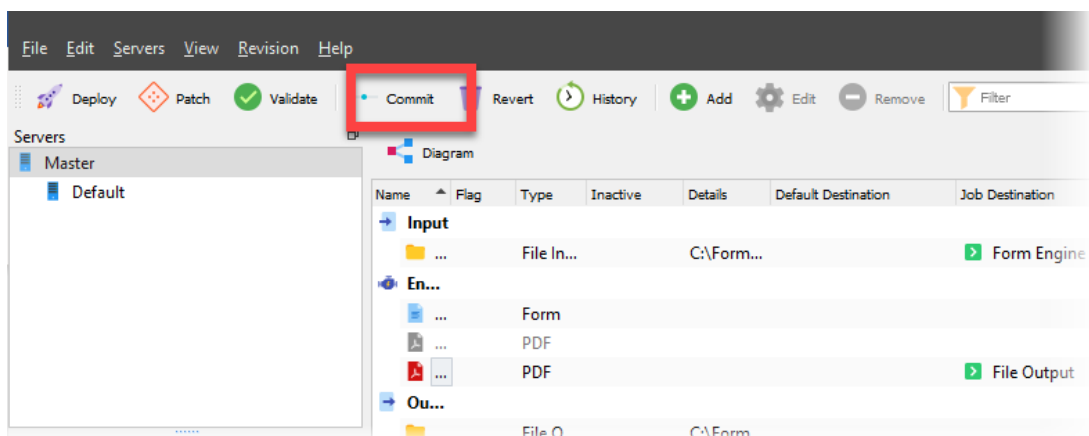 File Edit Servers View Revision Help
Deploy Patch Validate Commit Revert History Add Edit Remove Filter
Servers
Master
Default
Diagram
Name Flag Type Inactive Details Default Destination Job Destination
Input
... File In... C:\Form... Form Engine
En...
... Form
... PDF
... PDF File Output
Ou...
File O C:\Form